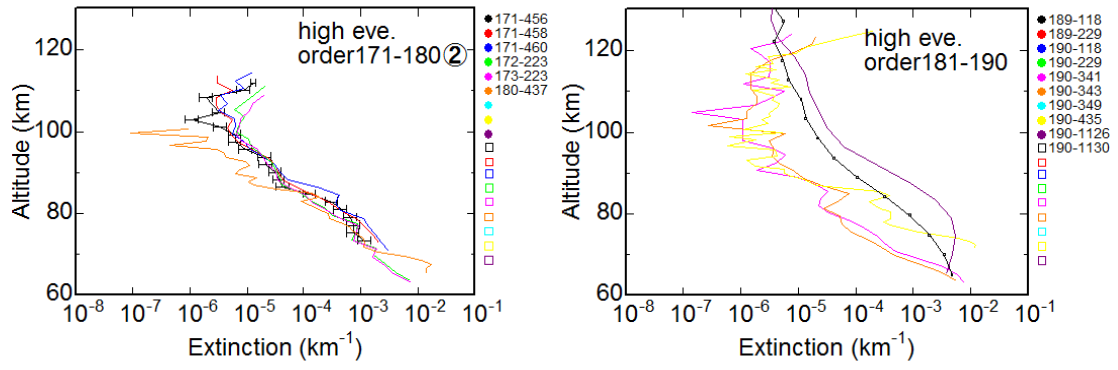 high eve.
order171-180②
Altitude (km)
120
100
80
60
10⁻⁸ 10⁻⁷ 10⁻⁶ 10⁻⁵ 10⁻⁴ 10⁻³ 10⁻² 10⁻¹
Extinction (km⁻¹)
171-456
171-458
171-460
172-223
173-223
180-437
high eve.
order181-190
Altitude (km)
120
100
80
60
10⁻⁸ 10⁻⁷ 10⁻⁶ 10⁻⁵ 10⁻⁴ 10⁻³ 10⁻² 10⁻¹
Extinction (km⁻¹)
189-118
189-229
190-118
190-229
190-341
190-343
190-349
190-435
190-1126
190-1130